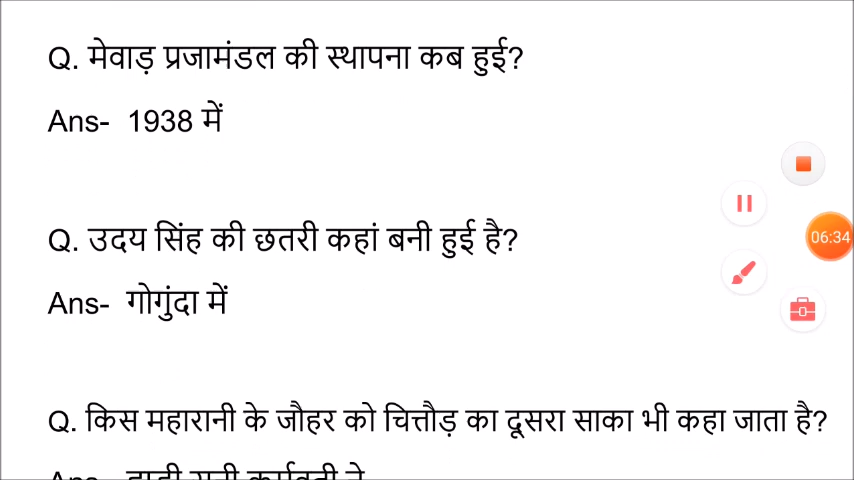 Q. मेवाड़ प्रजामंडल की स्थापना कब हुई?
Ans- 1938 में
06:34
Q. उदय सिंह की छतरी कहां बनी हुई है?
Ans- गोगुंदा में
Q. किस महारानी के जौहर को चित्तौड़ का दूसरा साका भी कहा जाता है?